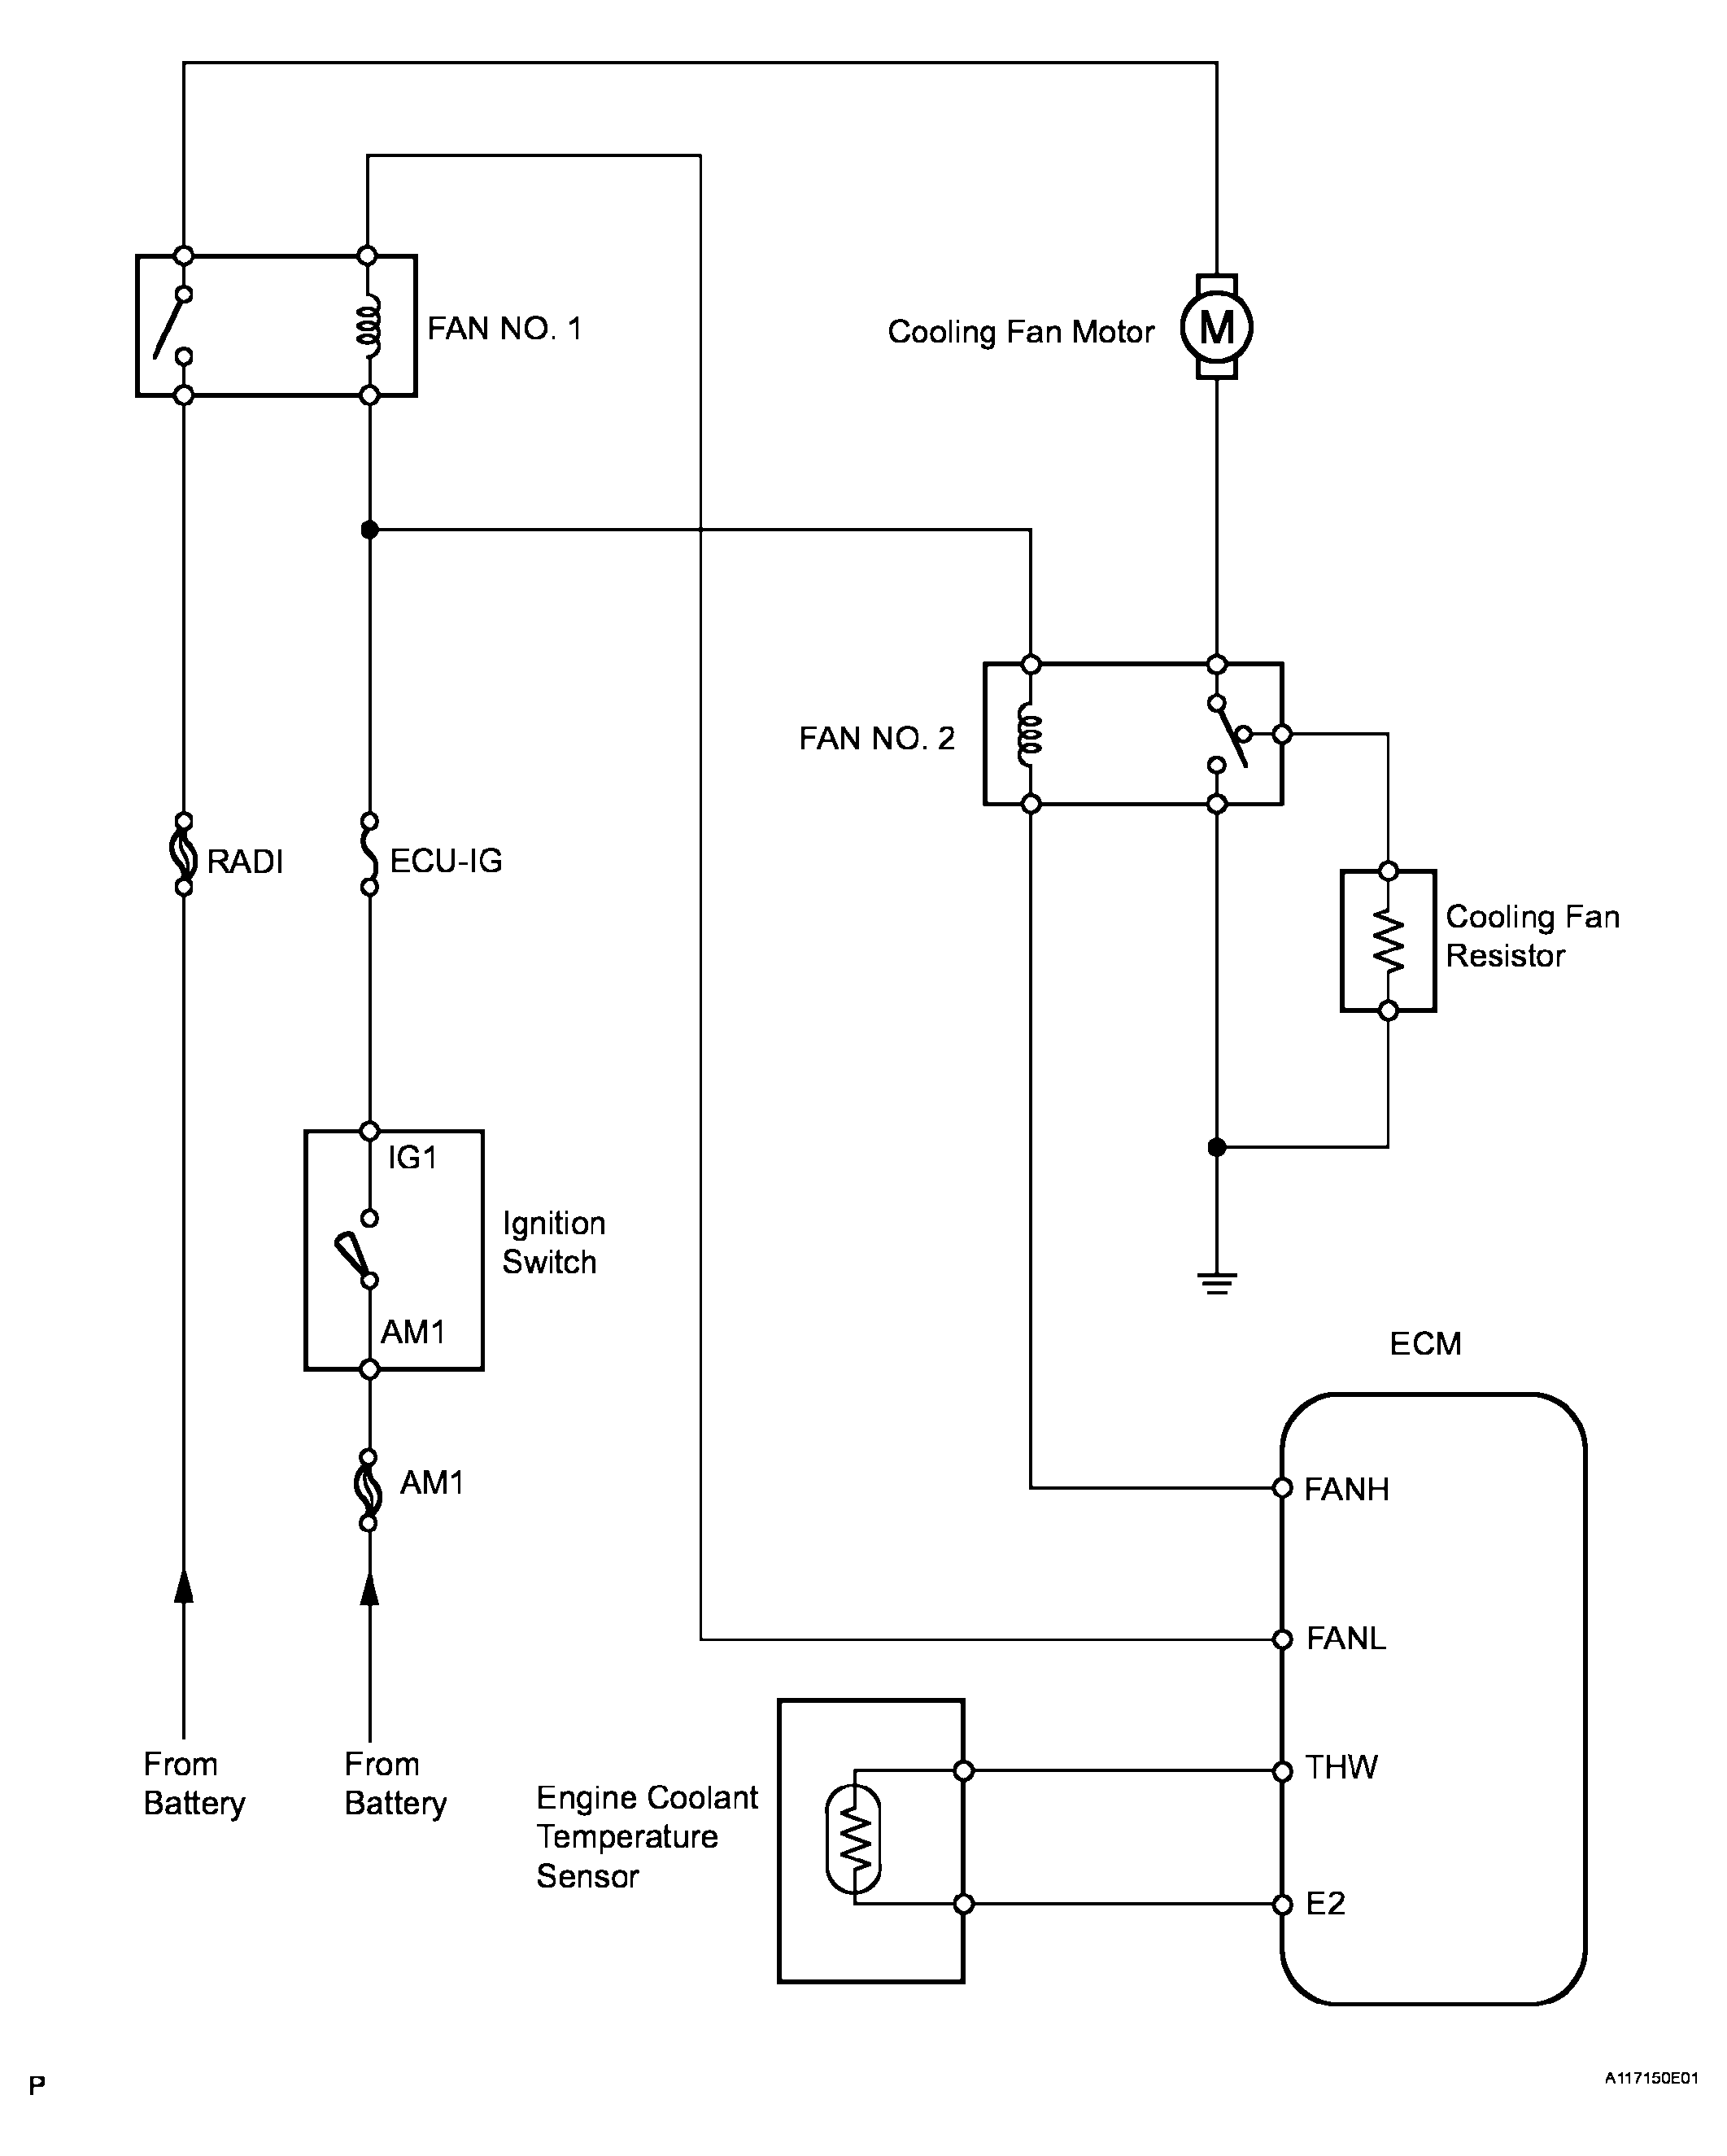 FAN NO. 1
Cooling Fan Motor
M
FAN NO. 2
RADI
ECU-IG
Cooling Fan
Resistor
IG1
Ignition
Switch
AM1
ECM
AM1
FANH
FANL
From
Battery
From
Battery
THW
Engine Coolant
Temperature
Sensor
E2
P
A117150E01